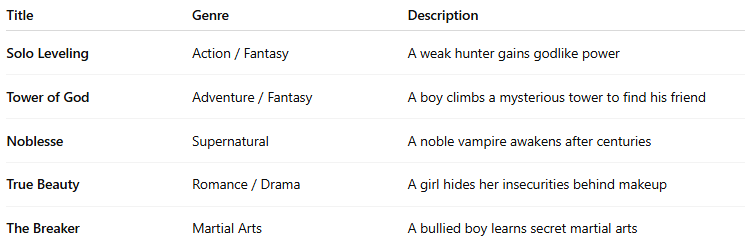 Title Genre Description
Solo Leveling Action / Fantasy A weak hunter gains godlike power
Tower of God Adventure / Fantasy A boy climbs a mysterious tower to find his friend
Noblesse Supernatural A noble vampire awakens after centuries
True Beauty Romance / Drama A girl hides her insecurities behind makeup
The Breaker Martial Arts A bullied boy learns secret martial arts